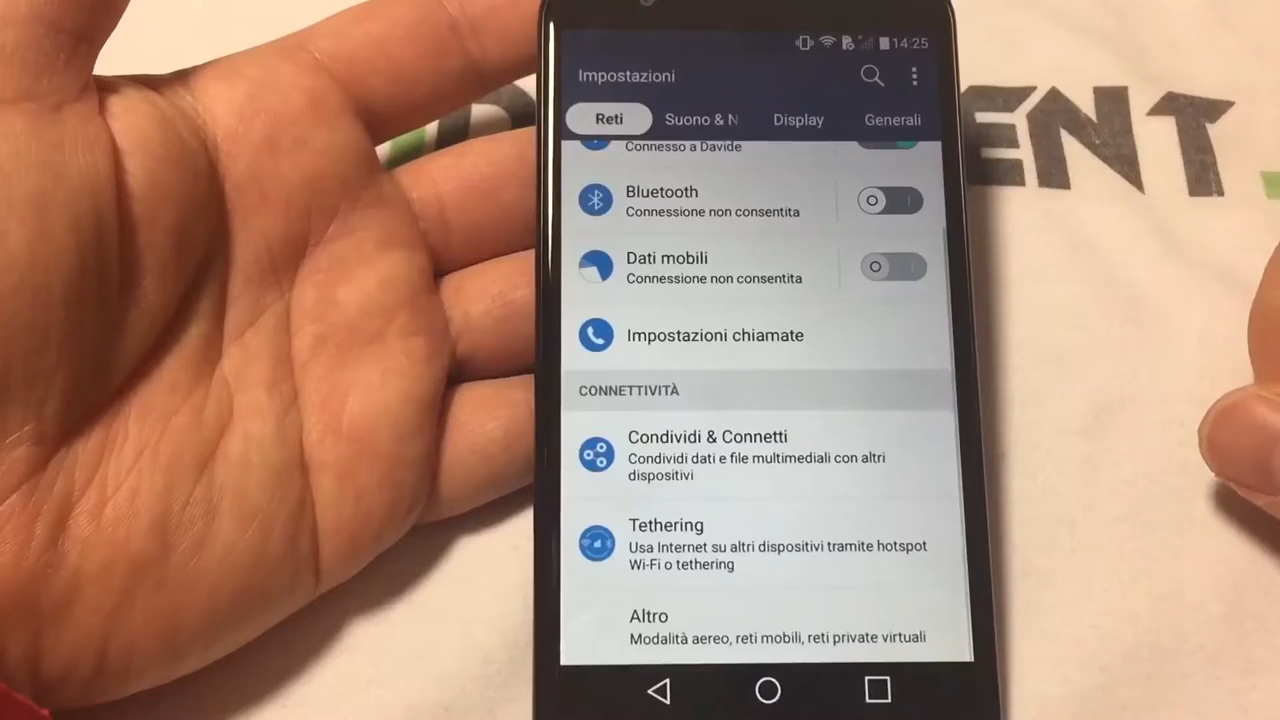 14:25
Impostazioni
Reti Suono & N Display Generali
Connesso a Davide
Bluetooth
Connessione non consentita
Dati mobili
Connessione non consentita
Impostazioni chiamate
CONNETTIVITÀ
Condividi & Connetti
Condividi dati e file multimediali con altri
dispositivi
Tethering
Usa Internet su altri dispositivi tramite hotspot
Wi-Fi o tethering
Altro
Modalità aereo, reti mobili, reti private virtuali
ENT